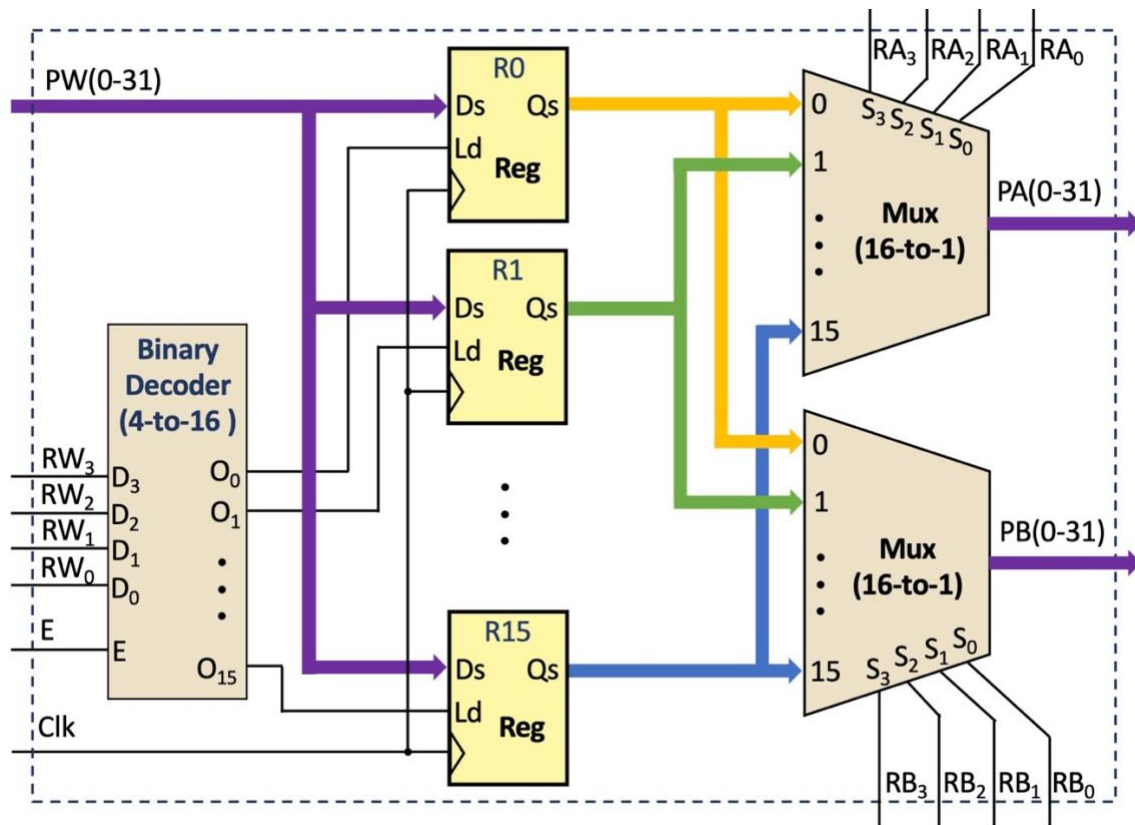 PW(0-31)
R0
Ds Qs
Ld
Reg
R1
Ds Qs
Ld
Reg
R15
Ds Qs
Ld
Reg
Binary
Decoder
(4-to-16 )
RW₃
RW₂
RW₁
RW₀
E
Clk
D₃
D₂
D₁
D₀
E
O₀
O₁
O₁₅
RA₃ RA₂ RA₁ RA₀
S₃ S₂ S₁ S₀
0
1
15
Mux
(16-to-1)
PA(0-31)
0
1
15
Mux
(16-to-1)
PB(0-31)
S₃ S₂ S₁ S₀
RB₃ RB₂ RB₁ RB₀